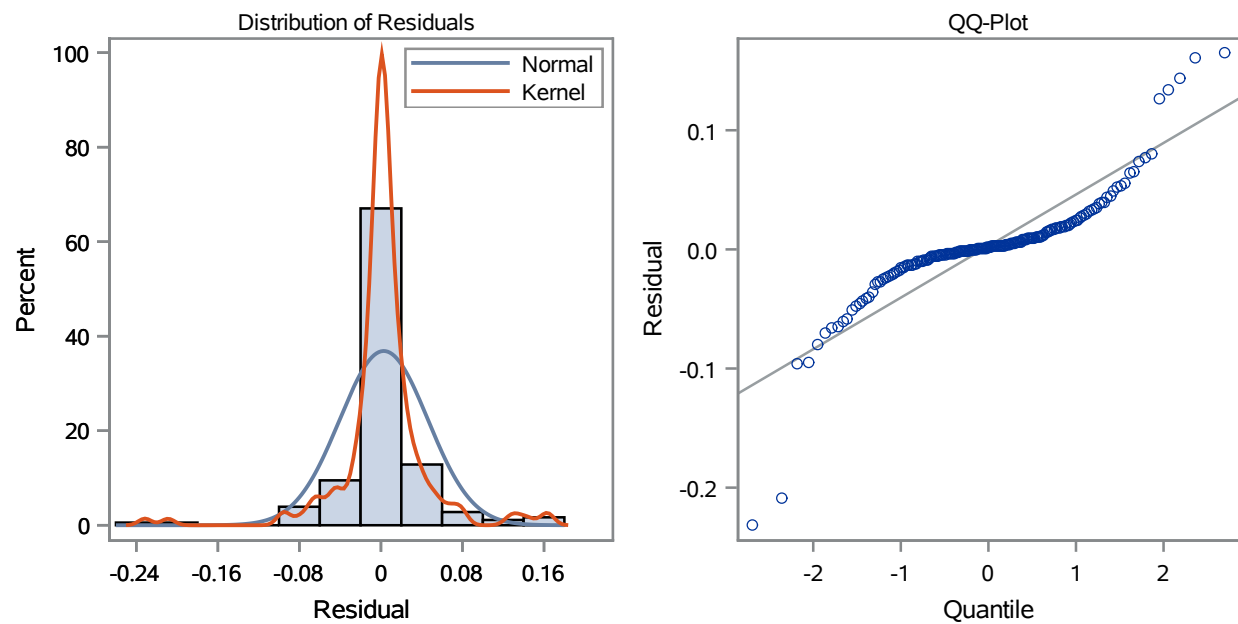 Distribution of Residuals
Percent
100
80
60
40
20
0
Normal
Kernel
-0.24 -0.16 -0.08 0 0.08 0.16
Residual
QQ-Plot
Residual
0.1
0.0
-0.1
-0.2
-2 -1 0 1 2
Quantile